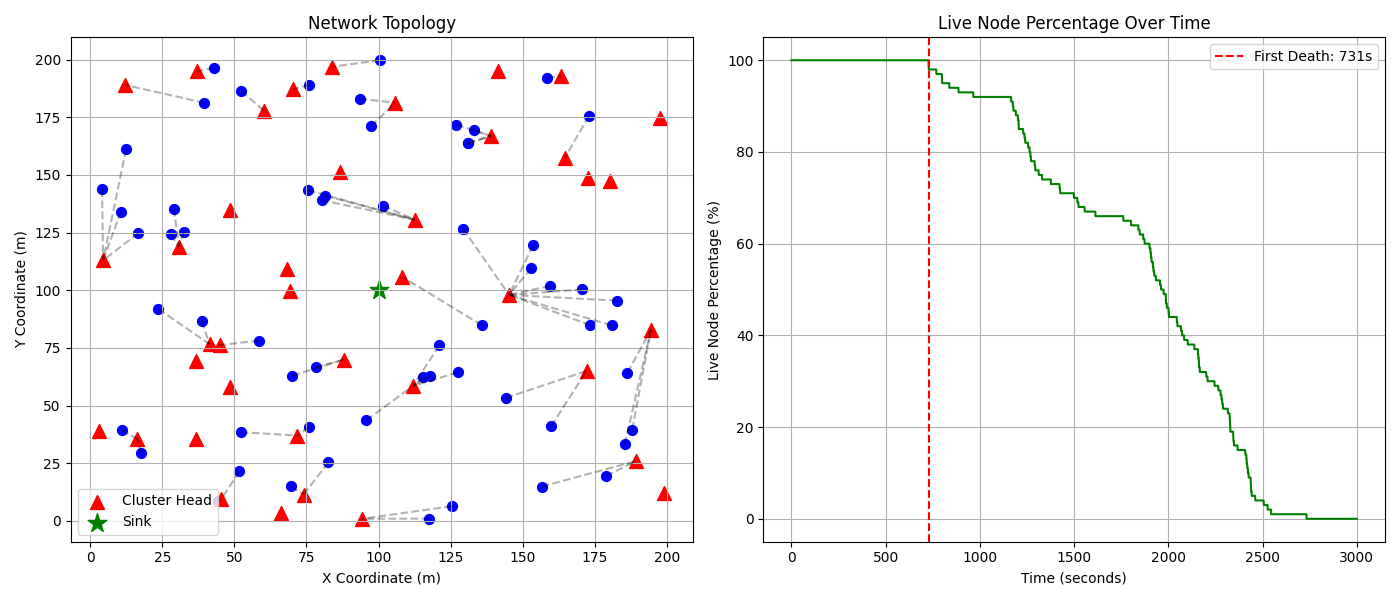 Network Topology
Y Coordinate (m)
200
175
150
125
100
75
50
25
0
Cluster Head
Sink
0 25 50 75 100 125 150 175 200
X Coordinate (m)
Live Node Percentage Over Time
First Death: 731s
Live Node Percentage (%)
100
80
60
40
20
0
0 500 1000 1500 2000 2500 3000
Time (seconds)